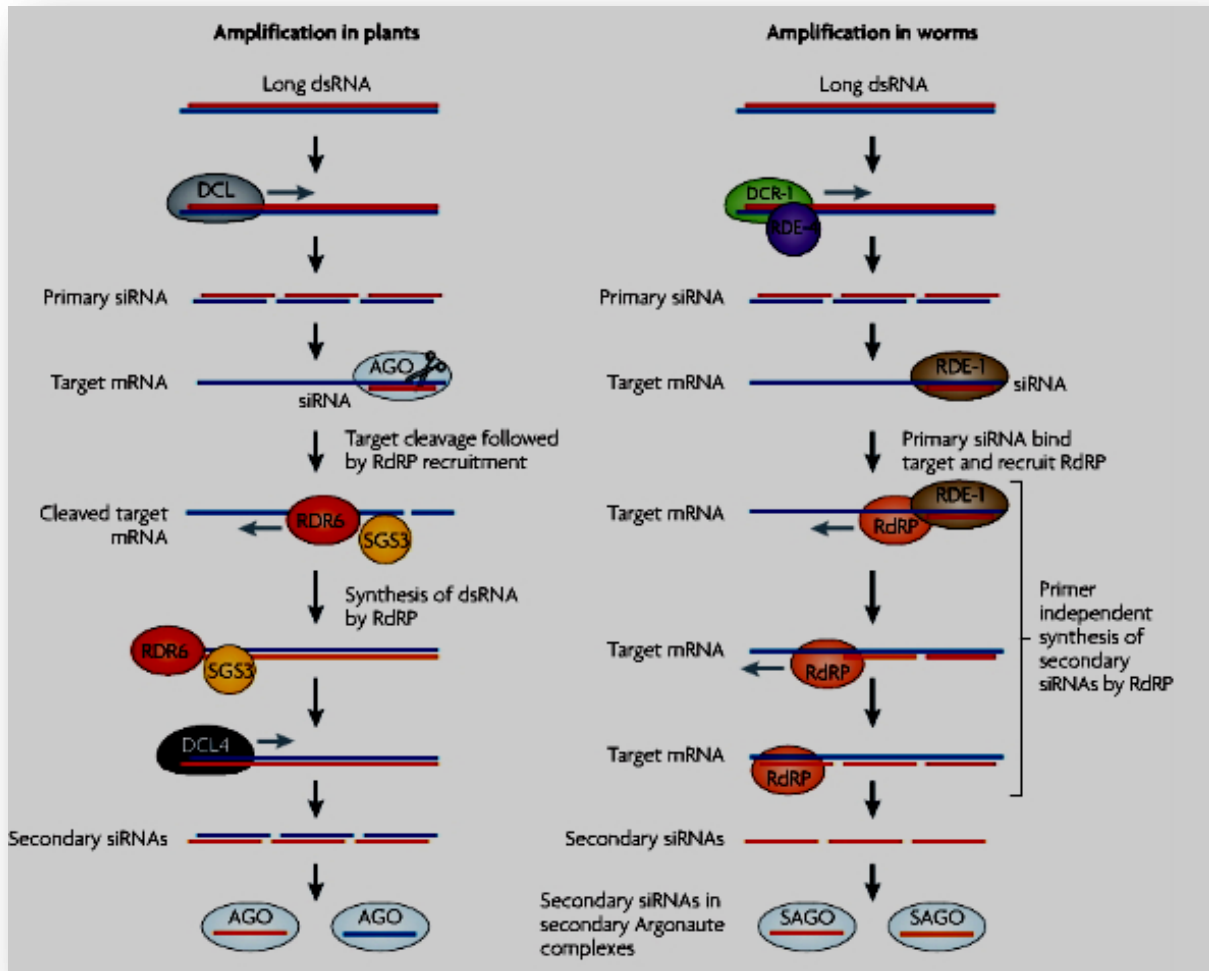 Amplification in plants
Long dsRNA
DCL
Primary siRNA
Target mRNA
AGO
siRNA
Target cleavage followed
by RdRP recruitment
Cleaved target
mRNA
RDR6
SGS3
Synthesis of dsRNA
by RdRP
RDR6
SGS3
DCL4
Secondary siRNAs
AGO
AGO
Amplification in worms
Long dsRNA
DCR-1
RDE-4
Primary siRNA
Target mRNA
RDE-1
siRNA
Primary siRNA bind
target and recruit RdRP
Target mRNA
RdRP
RDE-1
Target mRNA
RdRP
Target mRNA
RdRP
Primer
independent
synthesis of
secondary
siRNAs by RdRP
Secondary siRNAs
Secondary siRNAs in
secondary Argonaute
complexes
SAGO
SAGO